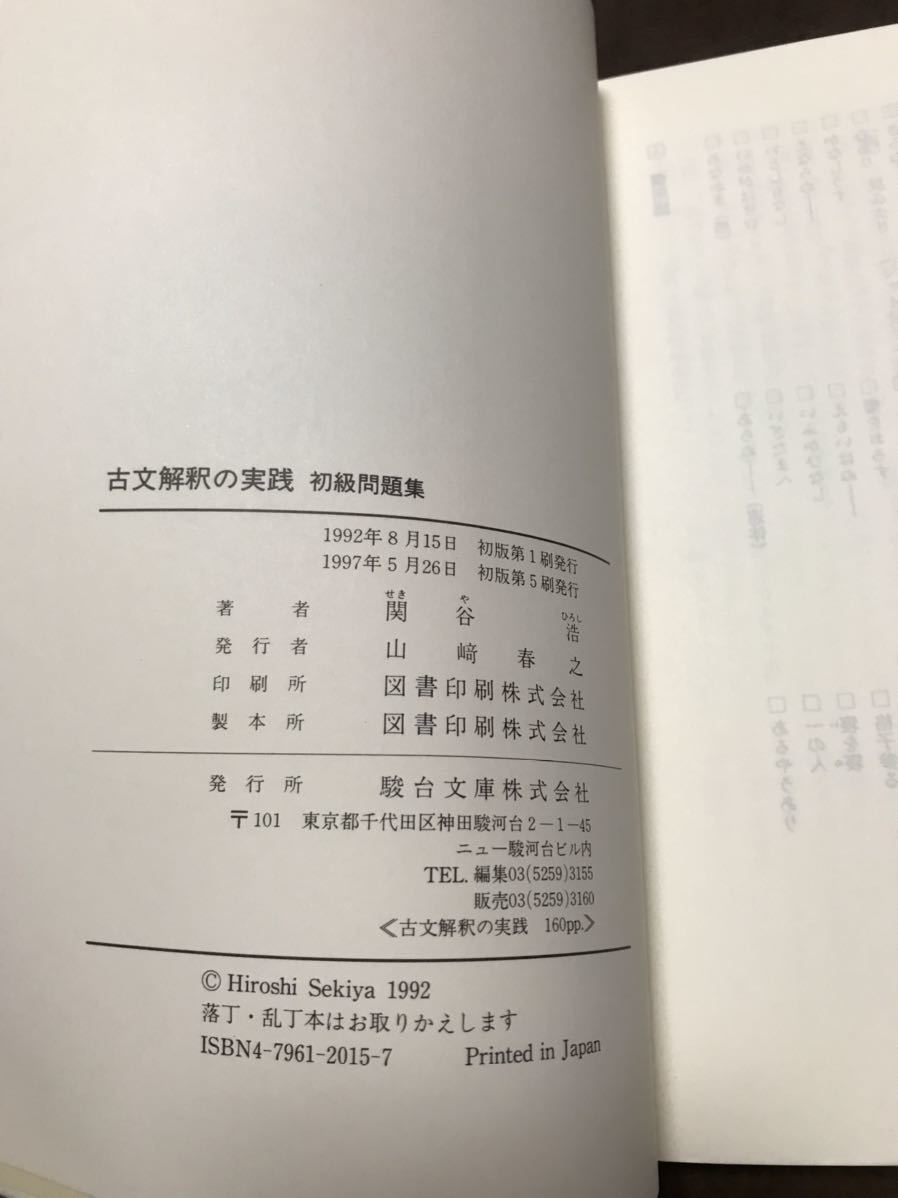 古文解釈の実践 初級問題集
1992年8月15日 初版第1刷発行
1997年5月26日 初版第5刷発行
せき や ひろし
著者 関谷浩
発行者 山﨑春之
印刷所 図書印刷株式会社
製本所 図書印刷株式会社
発行所 駿台文庫株式会社
〒101 東京都千代田区神田駿河台2-1-45
ニュー駿河台ビル内
TEL.編集03(5259)3155
販売03(5259)3160
≪古文解釈の実践 160pp.≫
© Hiroshi Sekiya 1992
落丁・乱丁本はお取りかえします
ISBN4-7961-2015-7 Printed in Japan